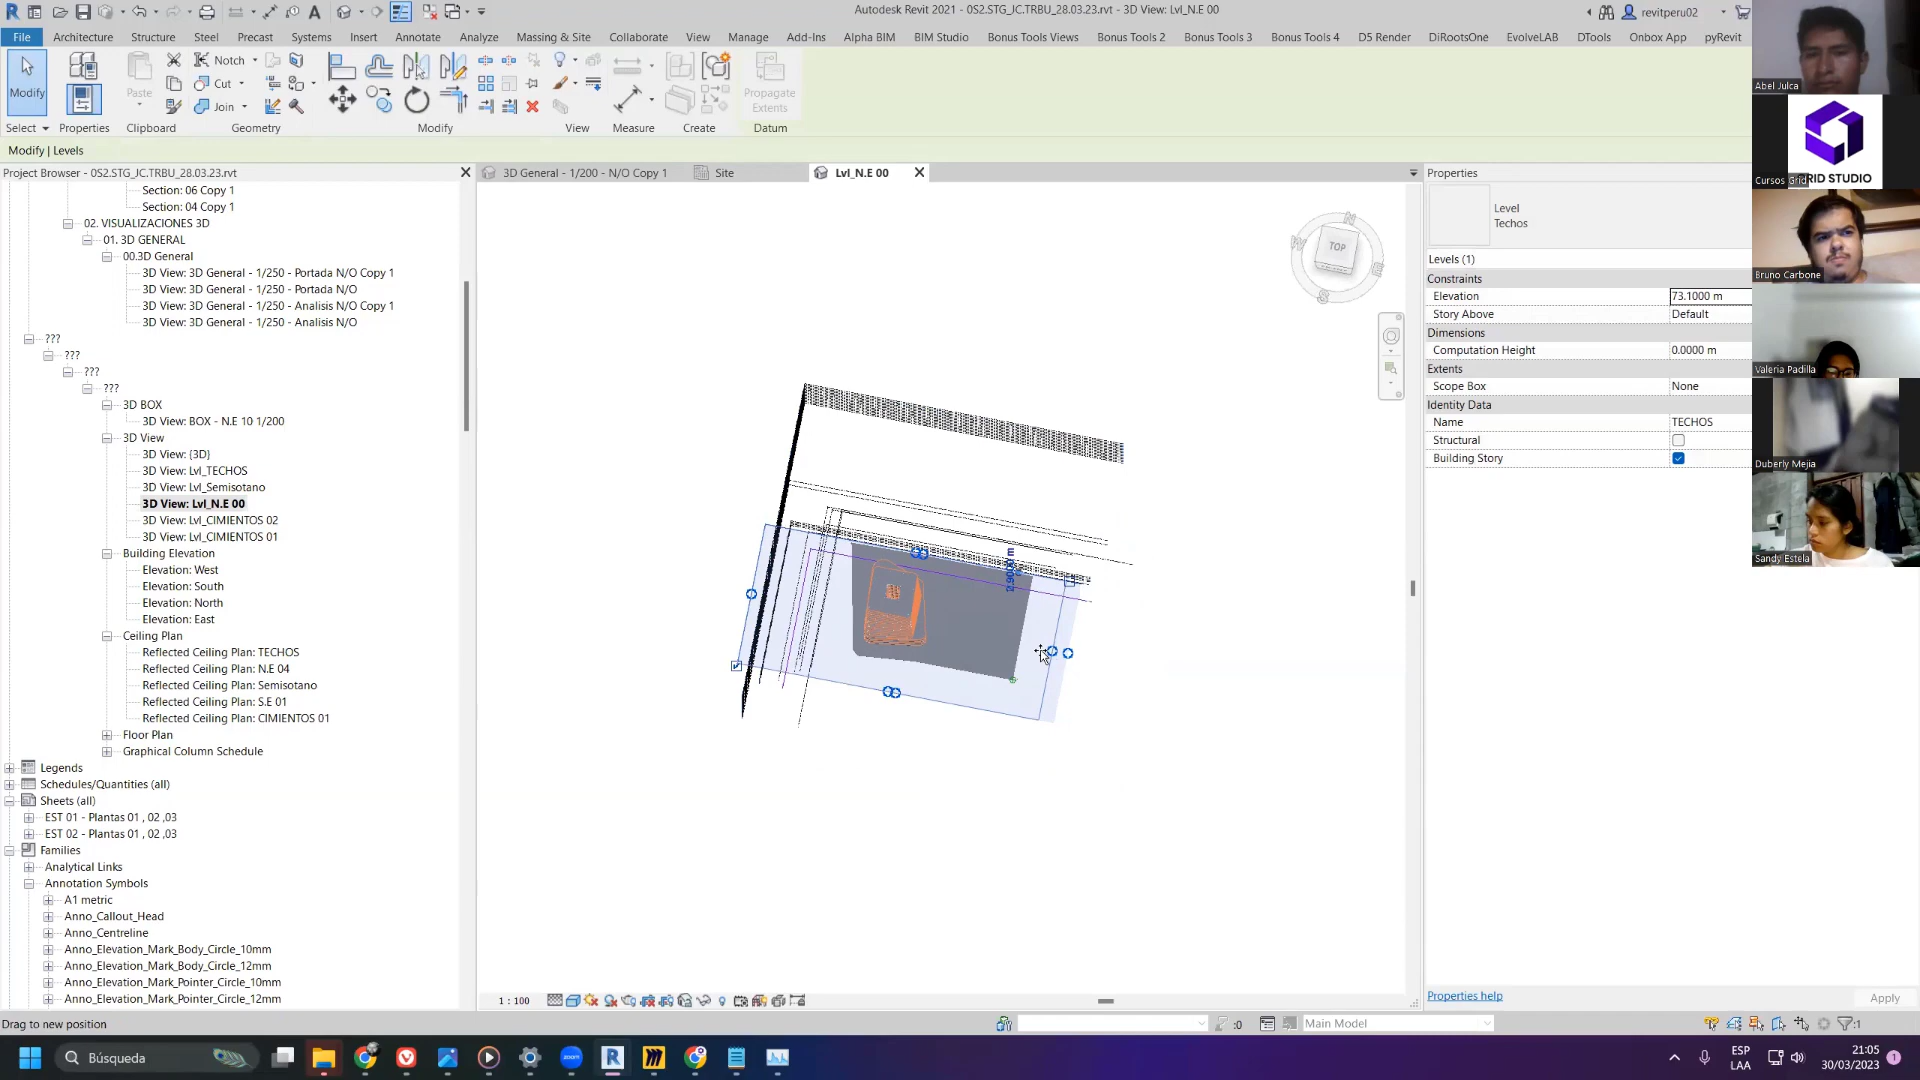 Autodesk Revit 2021 - 0S2.STG_JC.TRBU_28.03.23.rvt - 3D View: Lvl_N.E 00
revitperu02
File Architecture Structure Steel Precast Systems Insert Annotate Analyze Massing & Site Collaborate View Manage Add-Ins Alpha BIM BIM Studio Bonus Tools Views Bonus Tools 2 Bonus Tools 3 Bonus Tools 4 D5 Render DiRootsOne EvolveLAB DTools Onbox App pyRevit
Modify
Paste
Notch
Cut
Join
Propagate
Extents
Select Properties Clipboard Geometry Modify View Measure Create Datum
Modify | Levels
Project Browser - 0S2.STG_JC.TRBU_28.03.23.rvt
Section: 06 Copy 1
Section: 04 Copy 1
02. VISUALIZACIONES 3D
01. 3D GENERAL
00.3D General
3D View: 3D General - 1/250 - Portada N/O Copy 1
3D View: 3D General - 1/250 - Portada N/O
3D View: 3D General - 1/250 - Analisis N/O Copy 1
3D View: 3D General - 1/250 - Analisis N/O
???
???
???
???
3D BOX
3D View: BOX - N.E 10 1/200
3D View
3D View: {3D}
3D View: Lvl_TECHOS
3D View: Lvl_Semisotano
3D View: Lvl_N.E 00
3D View: Lvl_CIMIENTOS 02
3D View: Lvl_CIMIENTOS 01
Building Elevation
Elevation: West
Elevation: South
Elevation: North
Elevation: East
Ceiling Plan
Reflected Ceiling Plan: TECHOS
Reflected Ceiling Plan: N.E 04
Reflected Ceiling Plan: Semisotano
Reflected Ceiling Plan: S.E 01
Reflected Ceiling Plan: CIMIENTOS 01
Floor Plan
Graphical Column Schedule
Legends
Schedules/Quantities (all)
Sheets (all)
EST 01 - Plantas 01 , 02 ,03
EST 02 - Plantas 01 , 02 ,03
Families
Analytical Links
Annotation Symbols
A1 metric
Anno_Callout_Head
Anno_Centreline
Anno_Elevation_Mark_Body_Circle_10mm
Anno_Elevation_Mark_Body_Circle_12mm
Anno_Elevation_Mark_Pointer_Circle_10mm
Anno_Elevation_Mark_Pointer_Circle_12mm
3D General - 1/200 - N/O Copy 1
Site
Lvl_N.E 00
N
W
E
S
TOP
2.9000 m
1 : 100
Properties
Level
Techos
Levels (1)
Constraints
Elevation 73.1000 m
Story Above Default
Dimensions
Computation Height 0.0000 m
Extents
Scope Box None
Identity Data
Name TECHOS
Structural
Building Story
Properties help
Apply
Abel Julca
GRID STUDIO
Cursos Grid
Bruno Carbone
Valeria Padilla
Duberly Mejia
Sandy Estela
Drag to new position
:0
Main Model
:1
Búsqueda
zoom
ESP
LAA
21:05
30/03/2023
1